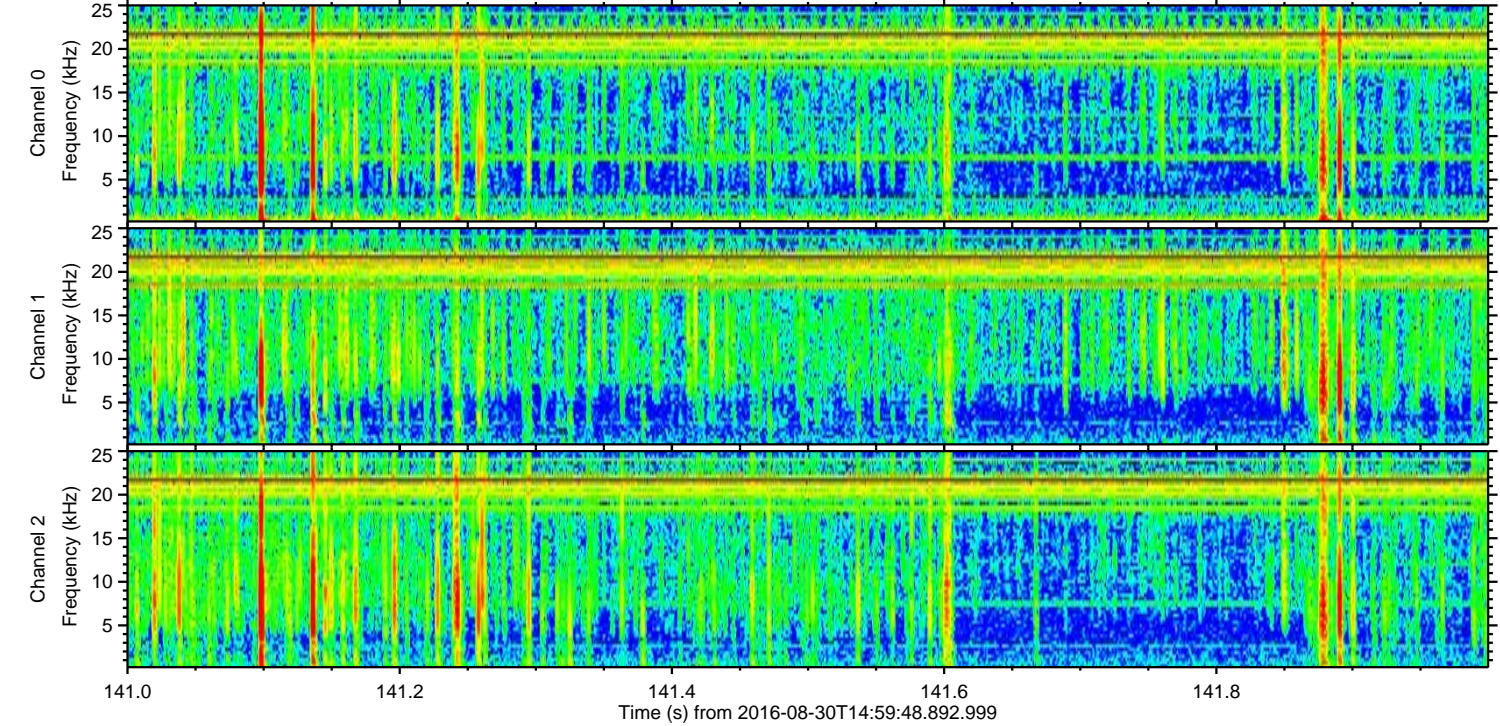 25
20
15
10
5
Channel 0
Frequency (kHz)
25
20
15
10
5
Channel 1
Frequency (kHz)
25
20
15
10
5
Channel 2
Frequency (kHz)
141.0 141.2 141.4 141.6 141.8
Time (s) from 2016-08-30T14:59:48.892.999